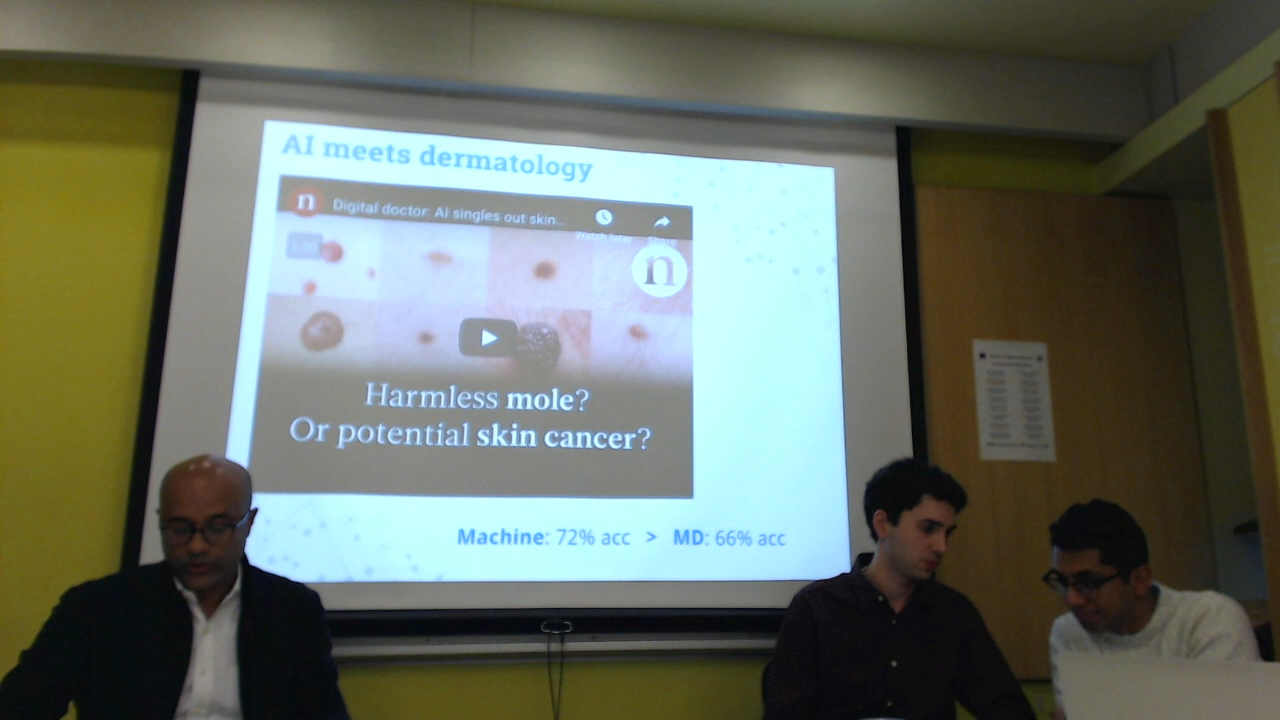 AI meets dermatology
n
Digital doctor: AI singles out skin...
Watch later
Share
n
Harmless mole?
Or potential skin cancer?
Machine: 72% acc > MD: 66% acc